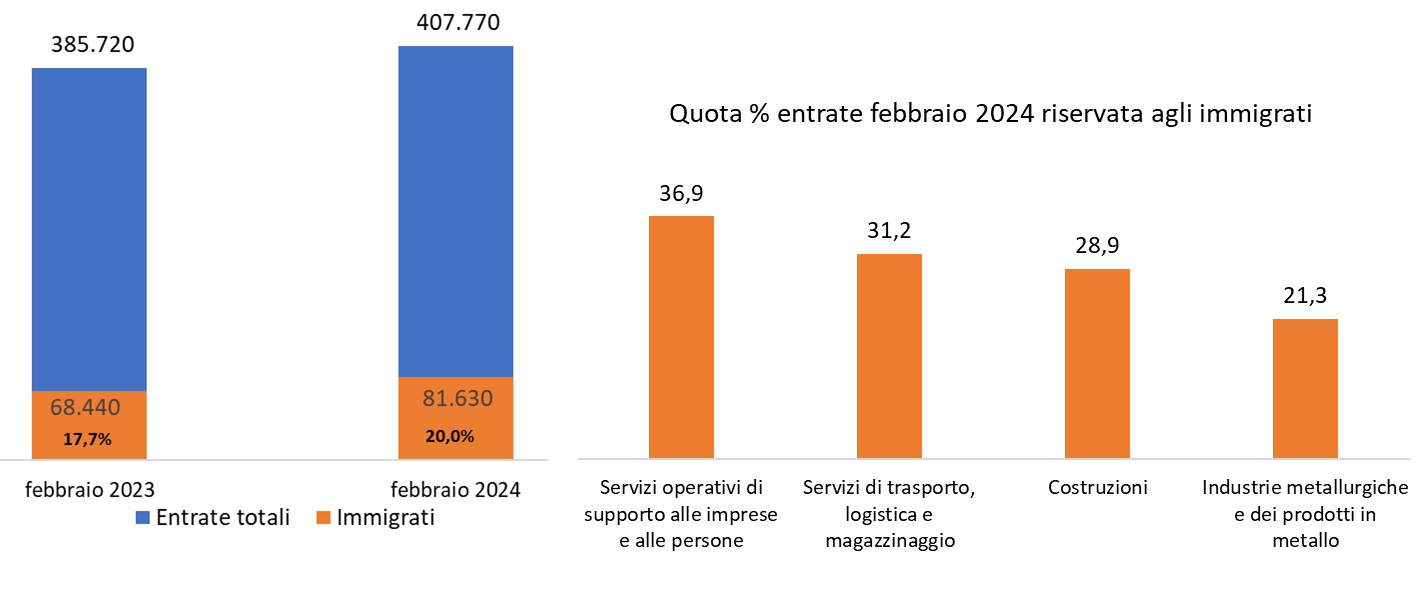 385.720
407.770
68.440
17,7%
81.630
20,0%
febbraio 2023
febbraio 2024
Entrate totali
Immigrati
Quota % entrate febbraio 2024 riservata agli immigrati
36,9
31,2
28,9
21,3
Servizi operativi di
supporto alle imprese
e alle persone
Servizi di trasporto,
logistica e
magazzinaggio
Costruzioni
Industrie metallurgiche
e dei prodotti in
metallo